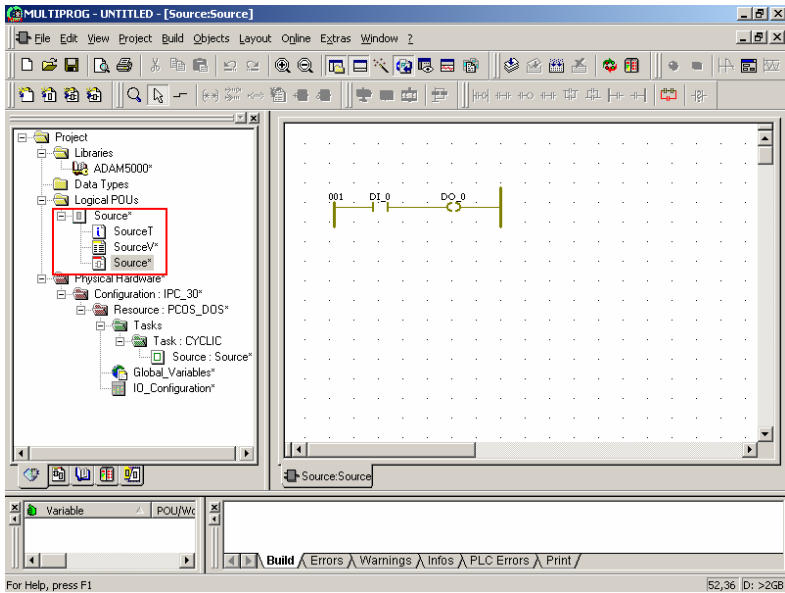 MULTIPROG - UNTITLED - [Source:Source]
File Edit View Project Build Objects Layout Online Extras Window ?
Project
Libraries
ADAM5000*
Data Types
Logical POUs
Source*
SourceT
SourceV*
Source*
Physical Hardware*
Configuration : IPC_30*
Resource : PCOS_DOS*
Tasks
Task : CYCLIC
Source : Source*
Global_Variables*
IO_Configuration*
001 DI_0 DO_0
Source:Source
Variable POU/Wo
Build Errors Warnings Infos PLC Errors Print
For Help, press F1 52,36 D: >2GB